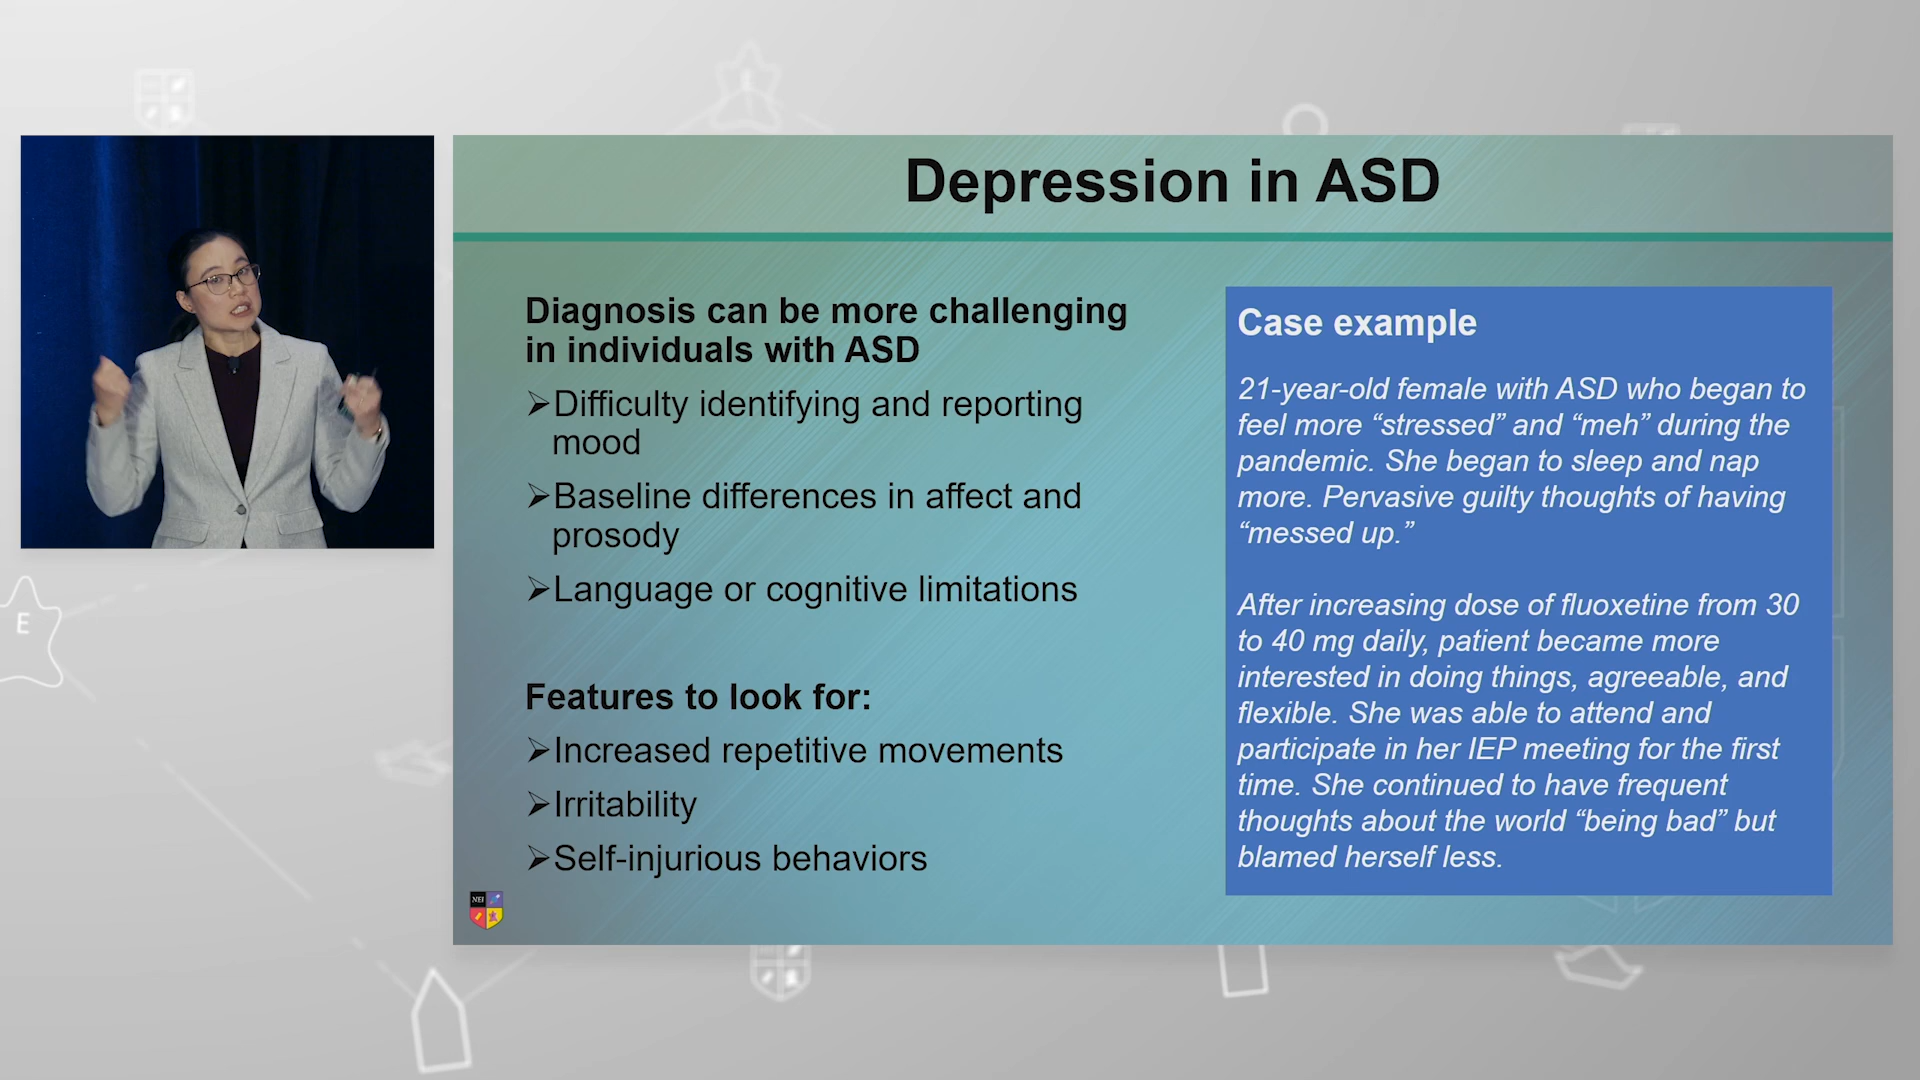 Depression in ASD
Diagnosis can be more challenging
in individuals with ASD
➢Difficulty identifying and reporting
mood
➢Baseline differences in affect and
prosody
➢Language or cognitive limitations
Features to look for:
➢Increased repetitive movements
➢Irritability
➢Self-injurious behaviors
Case example
21-year-old female with ASD who began to
feel more “stressed” and “meh” during the
pandemic. She began to sleep and nap
more. Pervasive guilty thoughts of having
“messed up.”
After increasing dose of fluoxetine from 30
to 40 mg daily, patient became more
interested in doing things, agreeable, and
flexible. She was able to attend and
participate in her IEP meeting for the first
time. She continued to have frequent
thoughts about the world “being bad” but
blamed herself less.
NEI
E